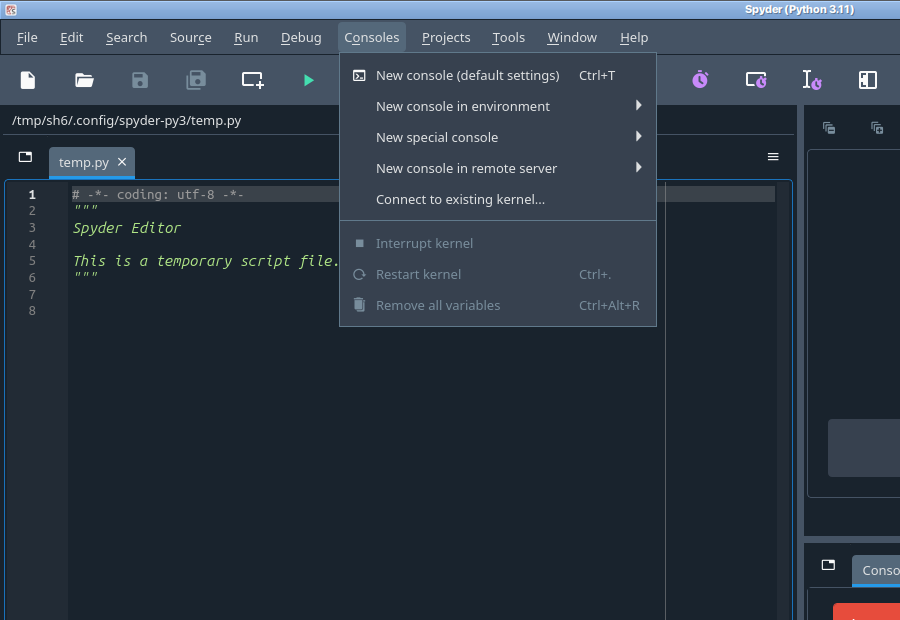 Spyder (Python 3.11)
File Edit Search Source Run Debug Consoles Projects Tools Window Help
New console (default settings) Ctrl+T
New console in environment
New special console
New console in remote server
Connect to existing kernel...
Interrupt kernel
Restart kernel Ctrl+.
Remove all variables Ctrl+Alt+R
/tmp/sh6/.config/spyder-py3/temp.py
temp.py
1 # -*- coding: utf-8 -*-
2 """
3 Spyder Editor
4
5 This is a temporary script file.
6 """
7
8
Conso